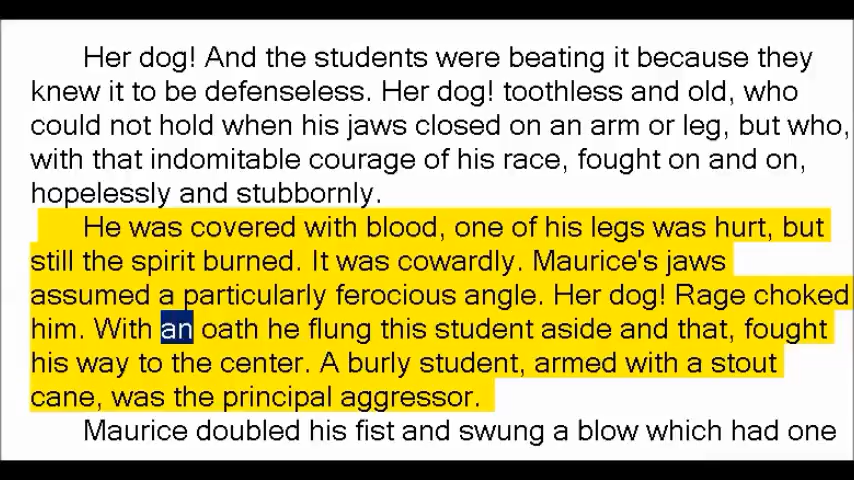 Her dog! And the students were beating it because they
knew it to be defenseless. Her dog! toothless and old, who
could not hold when his jaws closed on an arm or leg, but who,
with that indomitable courage of his race, fought on and on,
hopelessly and stubbornly.
He was covered with blood, one of his legs was hurt, but
still the spirit burned. It was cowardly. Maurice's jaws
assumed a particularly ferocious angle. Her dog! Rage choked
him. With an oath he flung this student aside and that, fought
his way to the center. A burly student, armed with a stout
cane, was the principal aggressor.
Maurice doubled his fist and swung a blow which had one